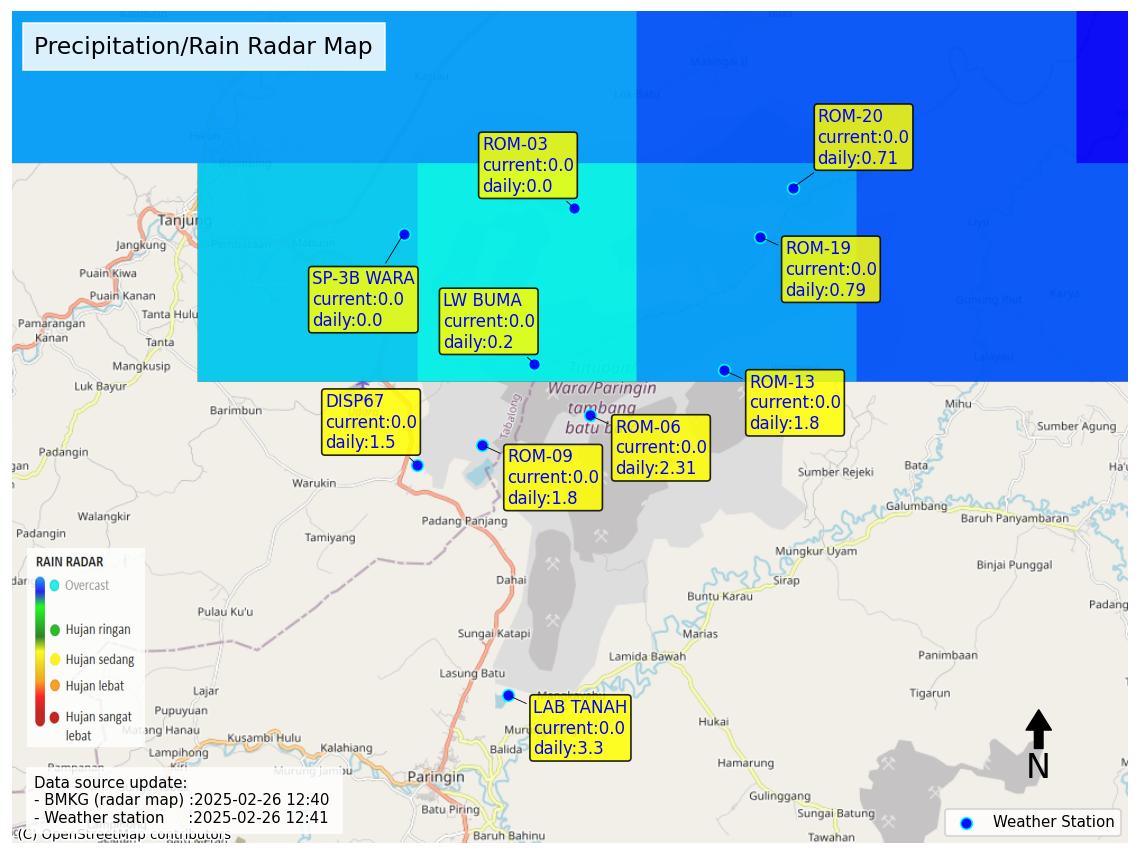 Precipitation/Rain Radar Map
ROM-20
current:0.0
daily:0.71
ROM-03
current:0.0
daily:0.0
ROM-19
current:0.0
daily:0.79
SP-3B WARA
current:0.0
daily:0.0
LW BUMA
current:0.0
daily:0.2
ROM-13
current:0.0
daily:1.8
DISP67
current:0.0
daily:1.5
ROM-06
current:0.0
daily:2.31
ROM-09
current:0.0
daily:1.8
LAB TANAH
current:0.0
daily:3.3
Tanjung
Jangkung
Puain Kiwa
Puain Kanan
Tanta Hulu
Pamarangan
Kanan
Tanta
Mangkusip
Luk Bayur
Barimbun
Padangin
Warukin
Walangkir
Padangin
Tamiyang
Tabalong
Wara/Paringin
tambang
Padang Panjang
Dahai
Pulau Ku'u
Sungai Katapi
Lasung Batu
Lajar
Pupuyuan
Matang Hanau
Lampihong
Kusambi Hulu
Kalahiang
Murung Jambu
Balida
Paringin
Batu Piring
Baruh Bahinu
Mihu
Sumber Agung
Sumber Rejeki
Bata
Galumbang
Baruh Panyambaran
Mungkur Uyam
Binjai Punggal
Sirap
Buntu Karau
Marias
Lamida Bawah
Panimbaan
Tigarun
Hukai
Hamarung
Gulinggang
Sungai Batung
Tawahan
RAIN RADAR
Overcast
Hujan ringan
Hujan sedang
Hujan lebat
Hujan sangat
lebat
Data source update:
- BMKG (radar map) :2025-02-26 12:40
- Weather station :2025-02-26 12:41
(C) OpenStreetMap contributors
N
Weather Station